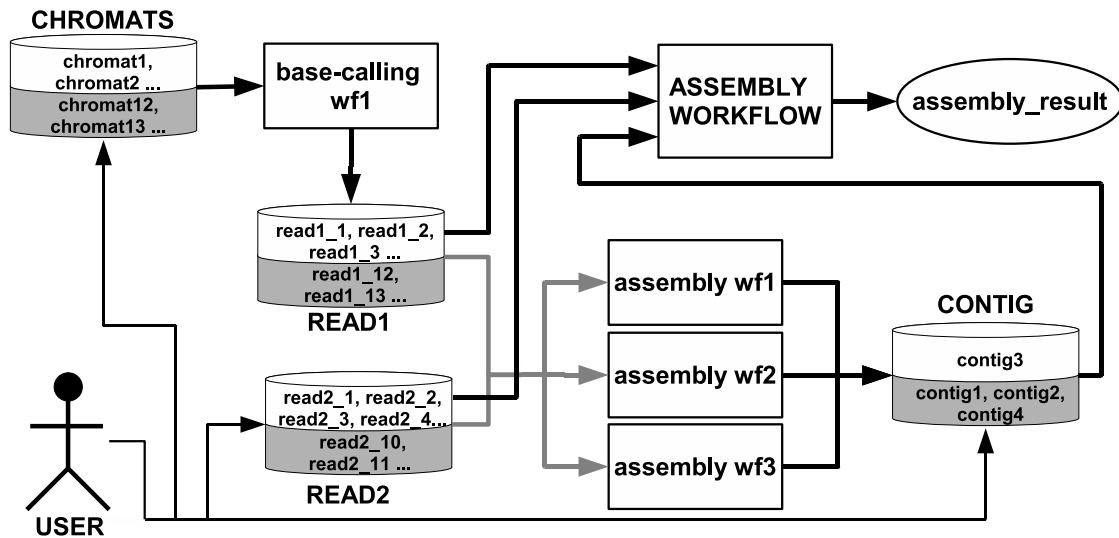 CHROMATS
chromat1,
chromat2 ...
chromat12,
chromat13 ...
base-calling
wf1
ASSEMBLY
WORKFLOW
assembly_result
read1_1, read1_2,
read1_3 ...
read1_12,
read1_13 ...
READ1
assembly wf1
assembly wf2
assembly wf3
CONTIG
contig3
contig1, contig2,
contig4
read2_1, read2_2,
read2_3, read2_4...
read2_10,
read2_11 ...
READ2
USER